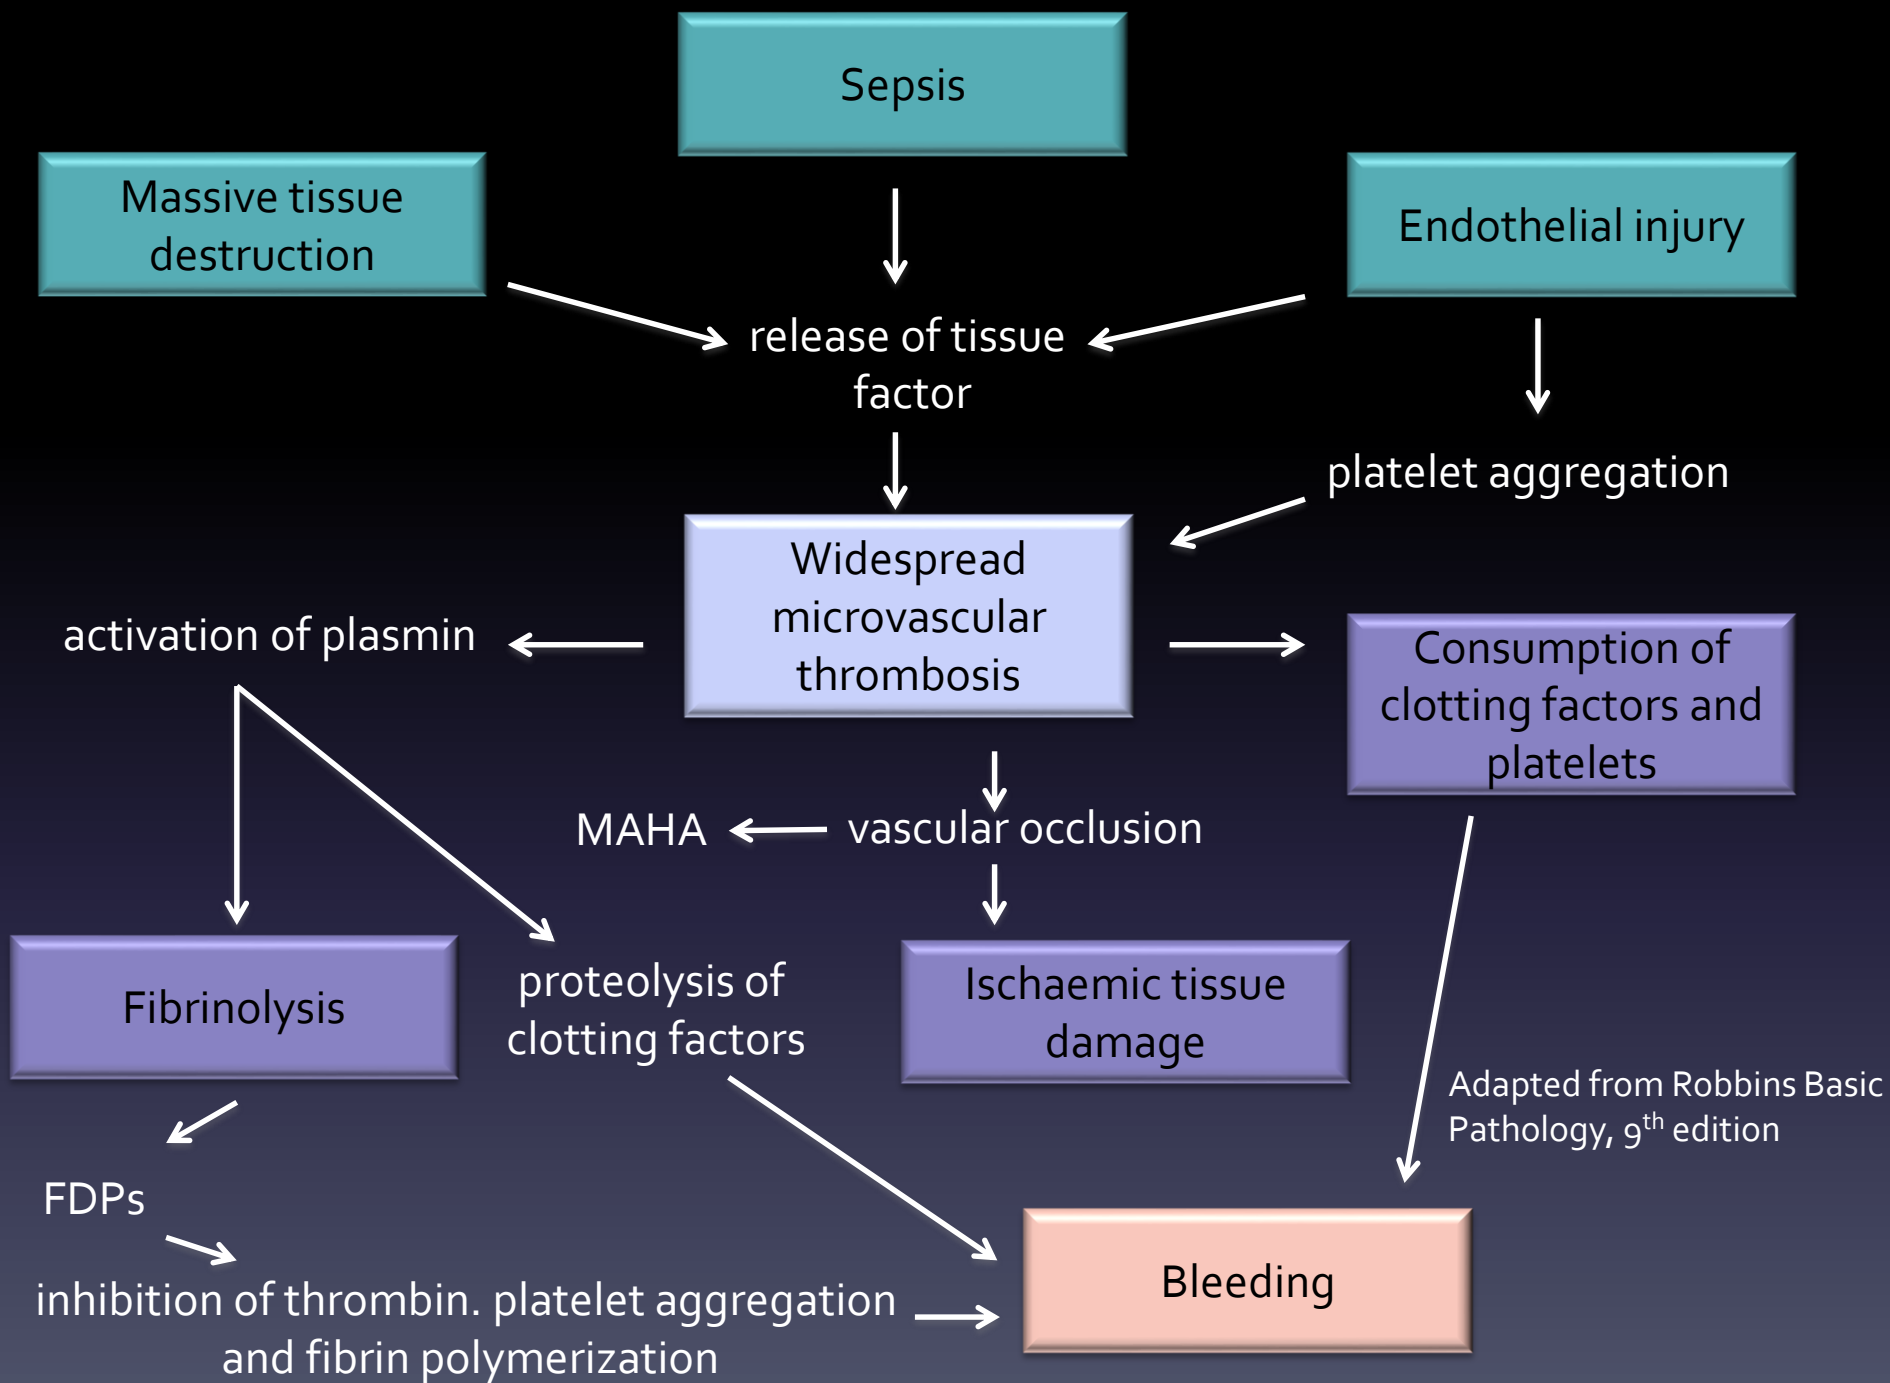 Sepsis
Massive tissue
destruction
Endothelial injury
release of tissue
factor
platelet aggregation
Widespread
microvascular
thrombosis
activation of plasmin
Consumption of
clotting factors and
platelets
MAHA
vascular occlusion
Fibrinolysis
proteolysis of
clotting factors
Ischaemic tissue
damage
Adapted from Robbins Basic
Pathology, 9th edition
FDPs
inhibition of thrombin. platelet aggregation
and fibrin polymerization
Bleeding